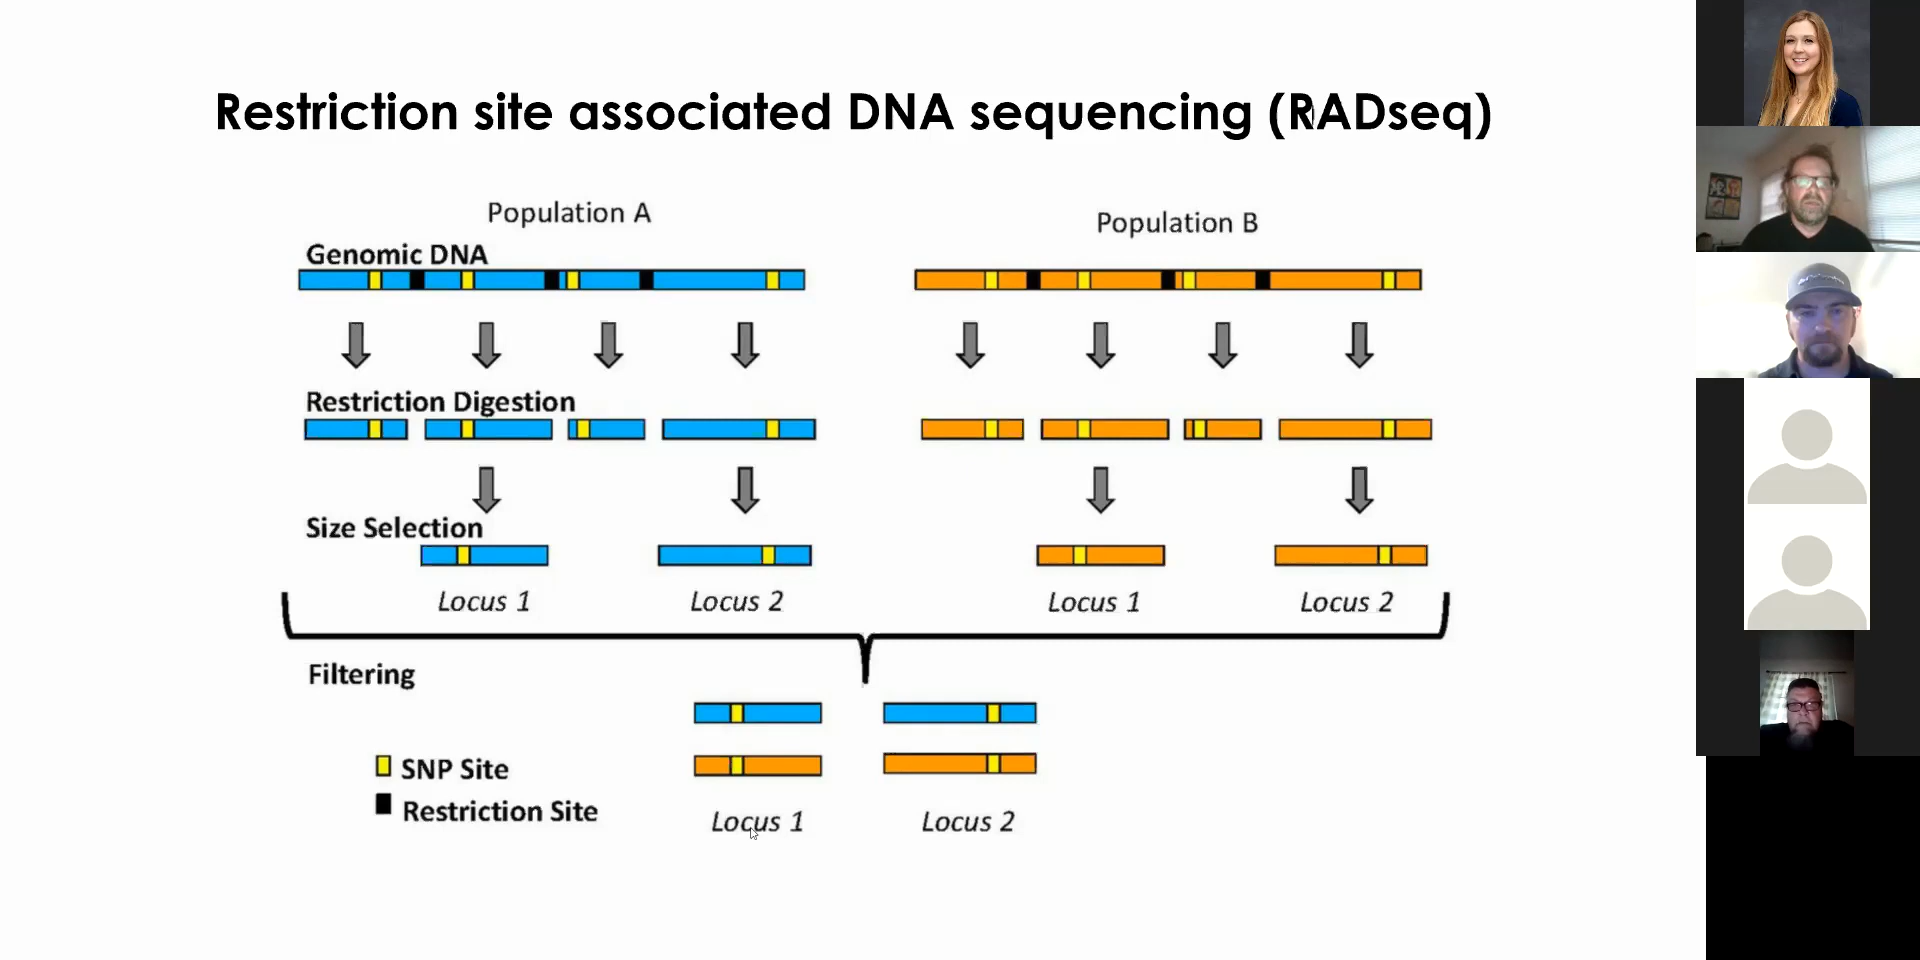 Restriction site associated DNA sequencing (RADseq)
Population A
Population B
Genomic DNA
Restriction Digestion
Size Selection
Locus 1
Locus 2
Locus 1
Locus 2
Filtering
SNP Site
Restriction Site
Locus 1
Locus 2